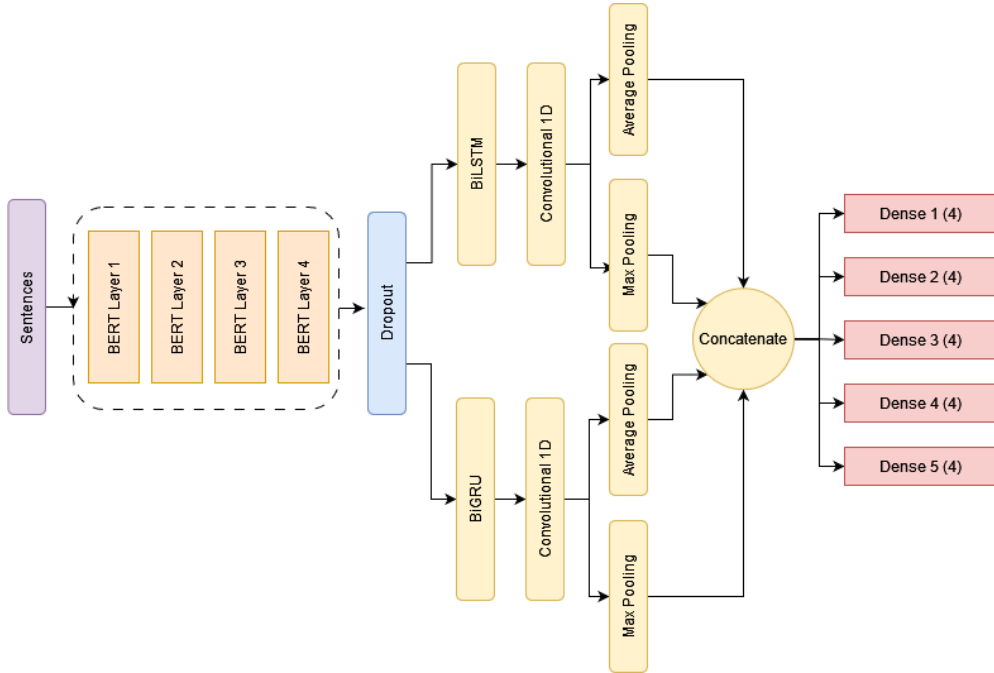 Sentences
BERT Layer 1
BERT Layer 2
BERT Layer 3
BERT Layer 4
Dropout
BiLSTM
Convolutional 1D
Average Pooling
Max Pooling
BiGRU
Convolutional 1D
Average Pooling
Max Pooling
Concatenate
Dense 1 (4)
Dense 2 (4)
Dense 3 (4)
Dense 4 (4)
Dense 5 (4)